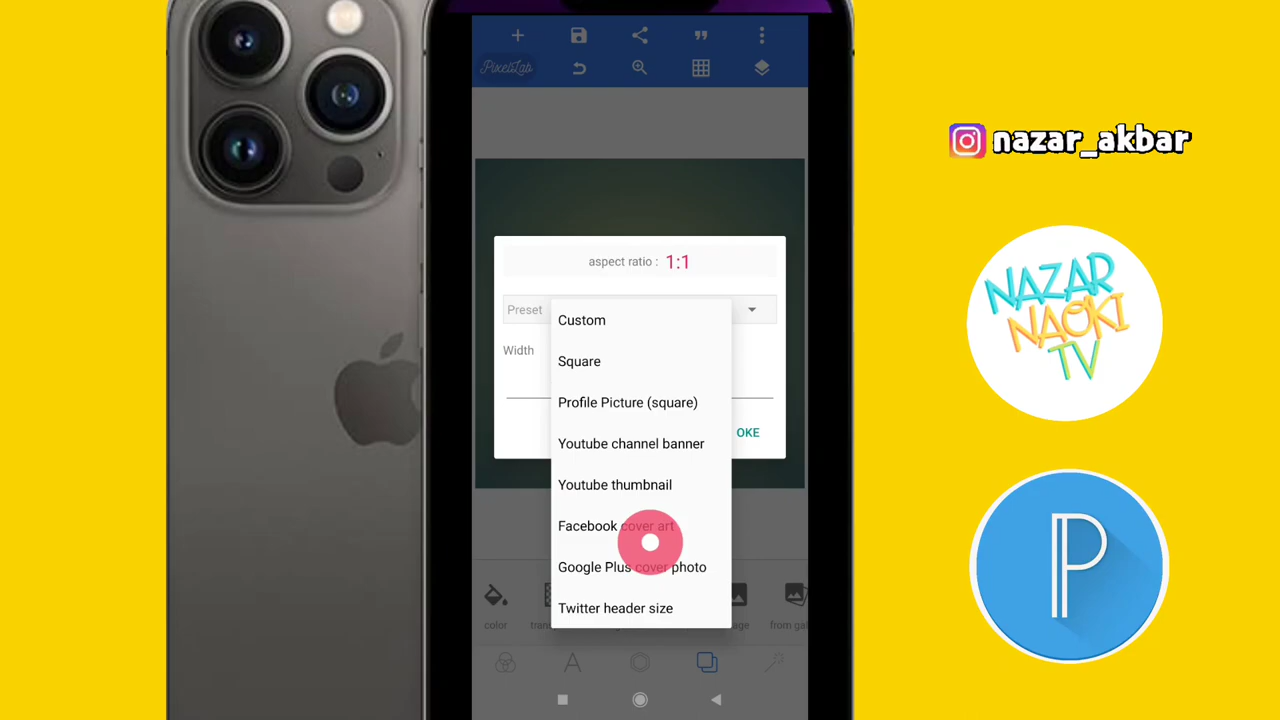 PixelLab
nazar_akbar
aspect ratio : 1:1
Preset
Custom
Width
Square
Profile Picture (square)
OKE
Youtube channel banner
Youtube thumbnail
Facebook cover art
Google Plus cover photo
Twitter header size
color
from gal
NAZAR
NAOKI
TV